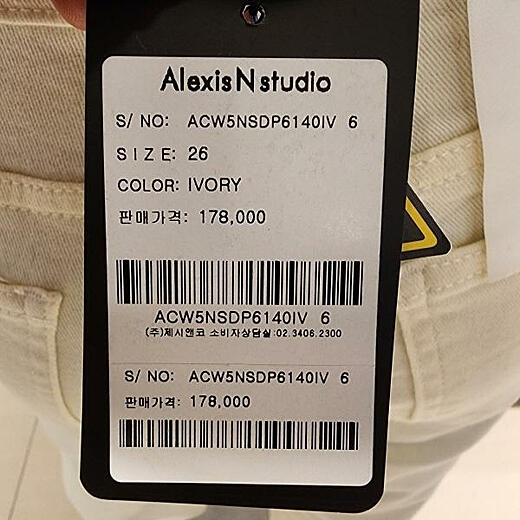 AlexisNstudio
S/ NO: ACW5NSDP6140IV 6
SIZE: 26
COLOR: IVORY
판매가격: 178,000
ACW5NSDP6140IV 6
(주)제시앤코 소비자상담실:02.3406.2300
S/ NO: ACW5NSDP6140IV 6
판매가격: 178,000